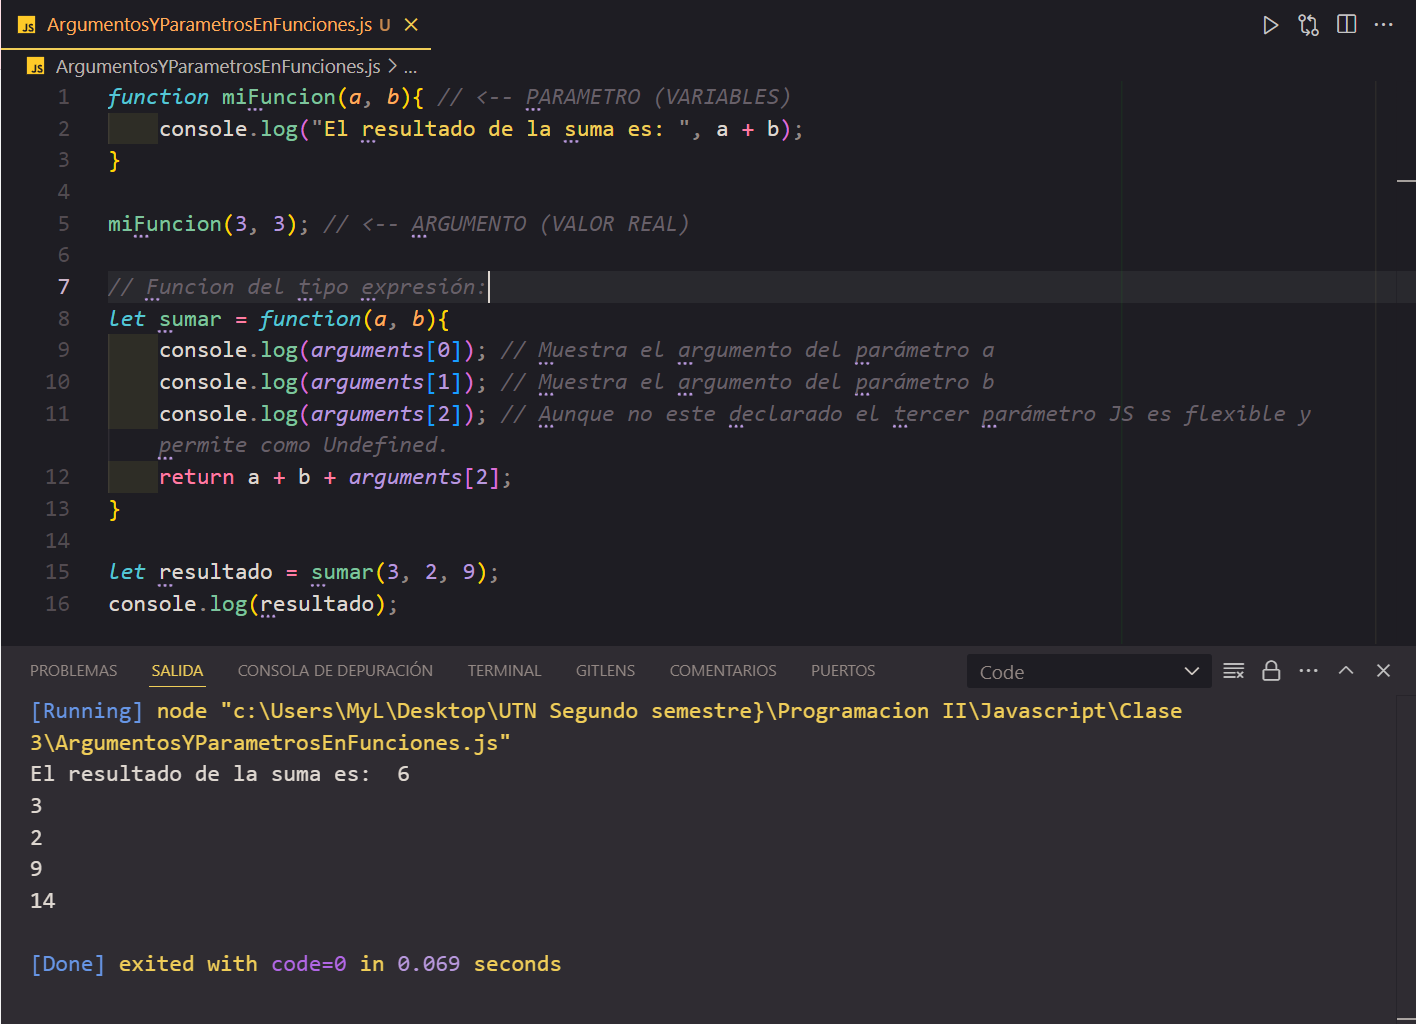 JS ArgumentosYParametrosEnFunciones.js U
JS ArgumentosYParametrosEnFunciones.js > ...
1 function miFuncion(a, b){ // <-- PARAMETRO (VARIABLES)
2 console.log("El resultado de la suma es: ", a + b);
3 }
4
5 miFuncion(3, 3); // <-- ARGUMENTO (VALOR REAL)
6
7 // Funcion del tipo expresión:
8 let sumar = function(a, b){
9 console.log(arguments[0]); // Muestra el argumento del parámetro a
10 console.log(arguments[1]); // Muestra el argumento del parámetro b
11 console.log(arguments[2]); // Aunque no este declarado el tercer parámetro JS es flexible y
permite como Undefined.
12 return a + b + arguments[2];
13 }
14
15 let resultado = sumar(3, 2, 9);
16 console.log(resultado);
PROBLEMAS SALIDA CONSOLA DE DEPURACIÓN TERMINAL GITLENS COMENTARIOS PUERTOS Code
[Running] node "c:\Users\MyL\Desktop\UTN Segundo semestre}\Programacion II\Javascript\Clase
3\ArgumentosYParametrosEnFunciones.js"
El resultado de la suma es:  6
3
2
9
14
[Done] exited with code=0 in 0.069 seconds